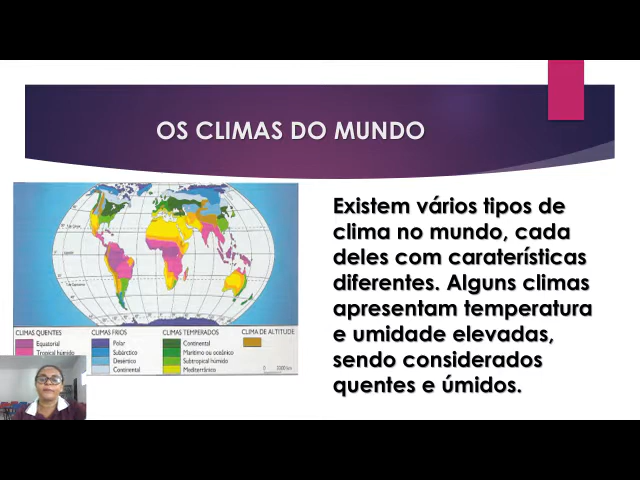 OS CLIMAS DO MUNDO
Existem vários tipos de
clima no mundo, cada
deles com caraterísticas
diferentes. Alguns climas
apresentam temperatura
e umidade elevadas,
sendo considerados
quentes e úmidos.
CLIMAS QUENTES
Equatorial
Tropical húmido
CLIMAS FRIOS
Polar
Subárctico
Desértico
Continental
CLIMAS TEMPERADOS
Continental
Marítimo ou oceânico
Subtropical húmido
Mediterrânico
CLIMA DE ALTITUDE